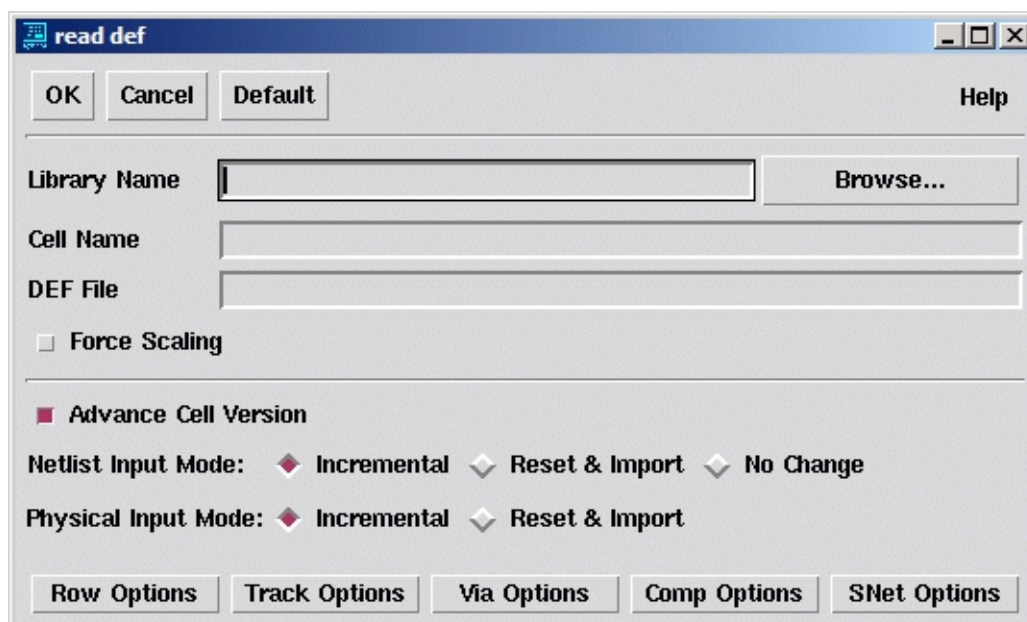 read def
OK Cancel Default Help
Library Name Browse...
Cell Name
DEF File
Force Scaling
Advance Cell Version
Netlist Input Mode: Incremental Reset & Import No Change
Physical Input Mode: Incremental Reset & Import
Row Options Track Options Via Options Comp Options SNet Options